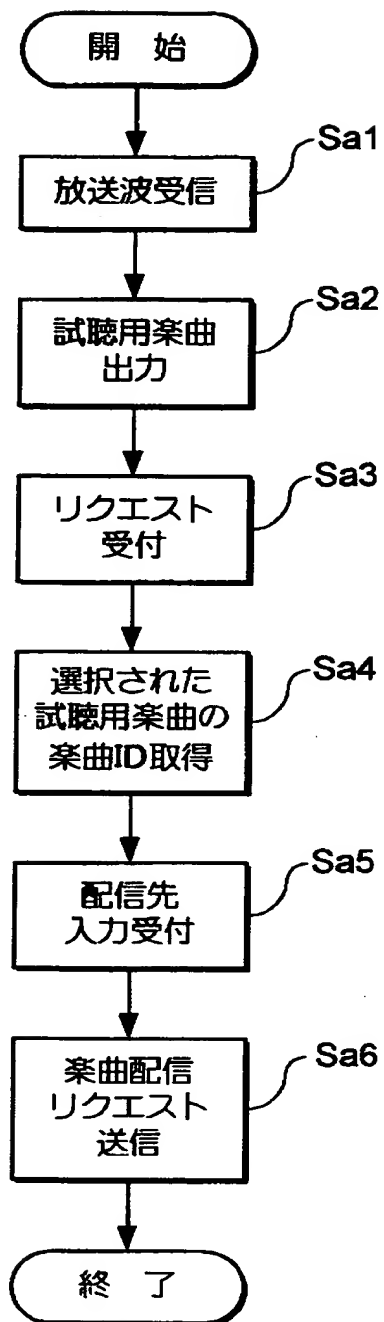 開 始
Sa1
放送波受信
Sa2
試聴用楽曲
出力
Sa3
リクエスト
受付
Sa4
選択された
試聴用楽曲の
楽曲ID取得
Sa5
配信先
入力受付
Sa6
楽曲配信
リクエスト
送信
終 了